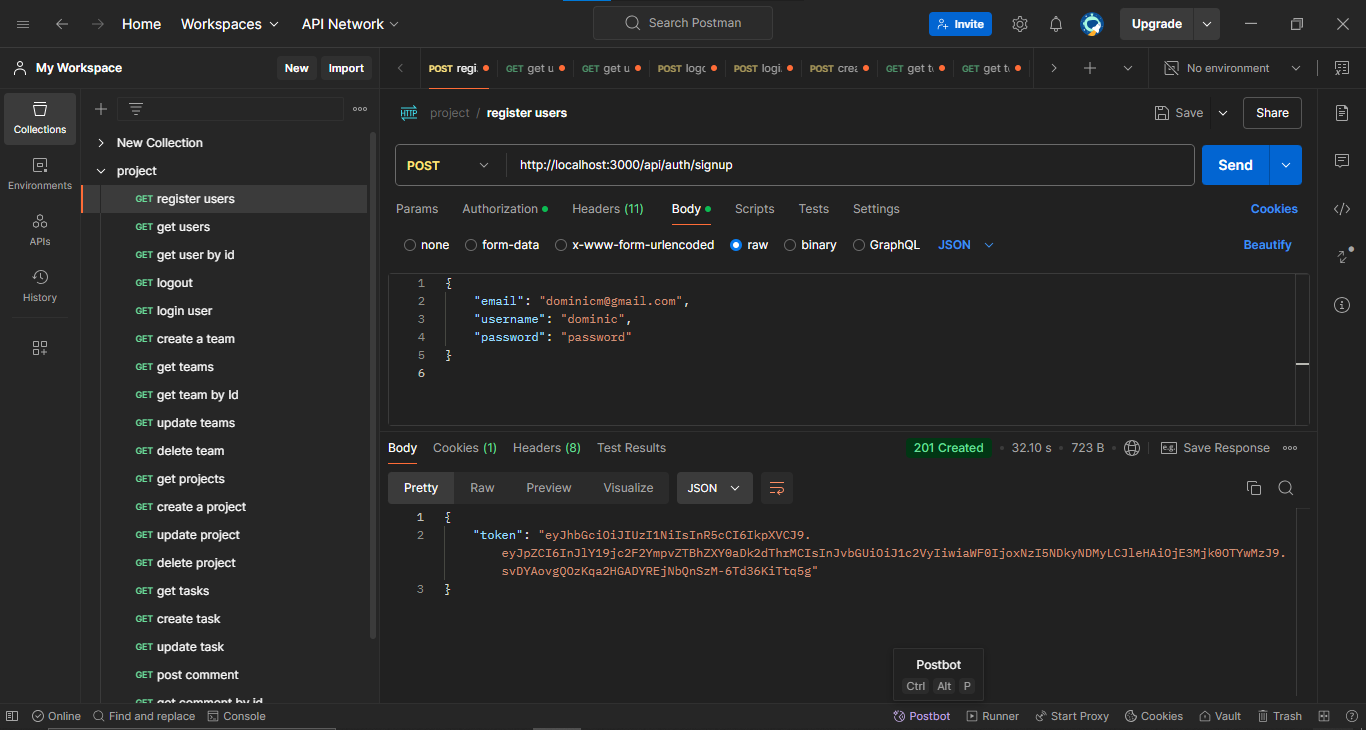 Home Workspaces API Network Search Postman Invite Upgrade
My Workspace New Import POST regi. GET get u GET get u POST logo POST logi. POST crea GET get t GET get t No environment
Collections
Environments
APIs
History
New Collection
project
GET register users
GET get users
GET get user by id
GET logout
GET login user
GET create a team
GET get teams
GET get team by Id
GET update teams
GET delete team
GET get projects
GET create a project
GET update project
GET delete project
GET get tasks
GET create task
GET update task
GET post comment
GET get comment by id
HTTP project / register users Save Share
POST http://localhost:3000/api/auth/signup Send
Params Authorization Headers (11) Body Scripts Tests Settings Cookies
none form-data x-www-form-urlencoded raw binary GraphQL JSON Beautify
1 {
2 "email": "dominicm@gmail.com",
3 "username": "dominic",
4 "password": "password"
5 }
6
Body Cookies (1) Headers (8) Test Results 201 Created 32.10 s 723 B e.g. Save Response
Pretty Raw Preview Visualize JSON
1 {
2 "token": "eyJhbGciOiJIUzI1NiIsInR5cCI6IkpXVCJ9.
eyJpZCI6InJlY19jc2F2YmpvZTBhZXY0aDk2dThrMCIsInJvbGUiOiJ1c2VyIiwiaWF0IjoxNzI5NDkyNDMyLCJleHAiOjE3Mjk0OTYwMzJ9.
svDYAovgQOzKqa2HGADYREjNbQnSzM-6Td36KiTtq5g"
3 }
Postbot
Ctrl Alt P
Online Find and replace Console Postbot Runner Start Proxy Cookies Vault Trash